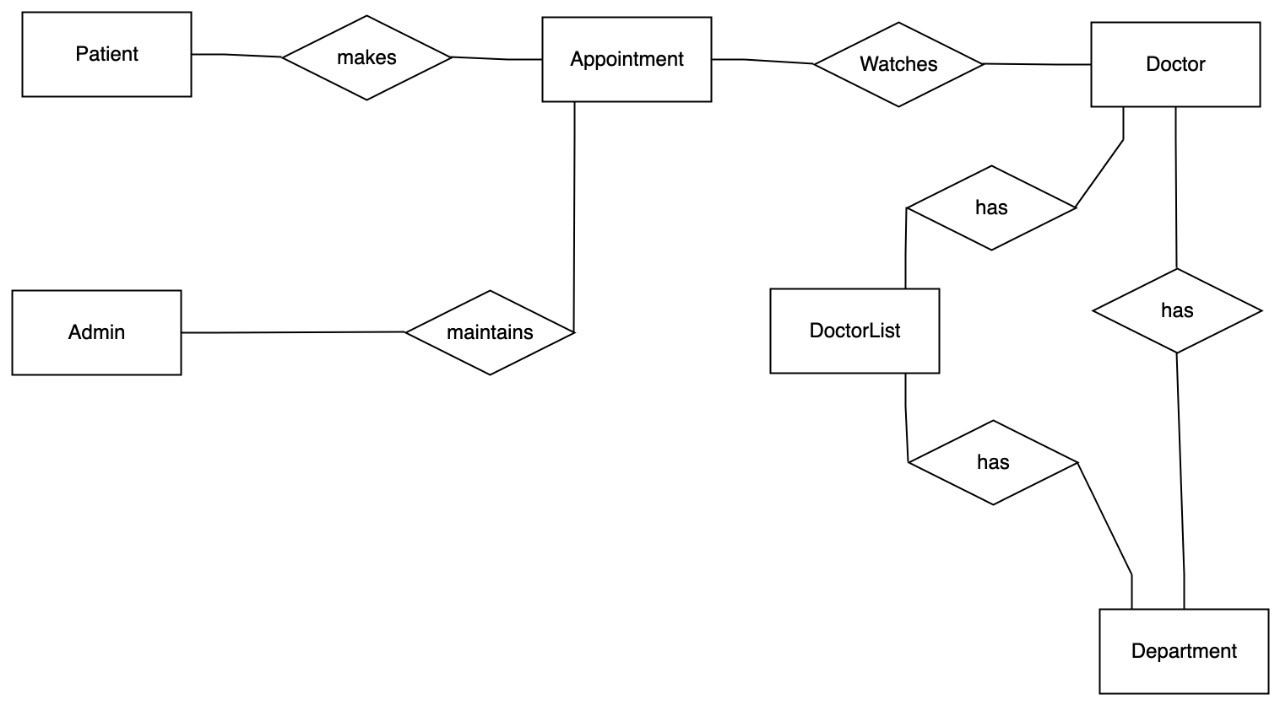 Patient
makes
Appointment
Watches
Doctor
has
has
Admin
maintains
DoctorList
has
Department